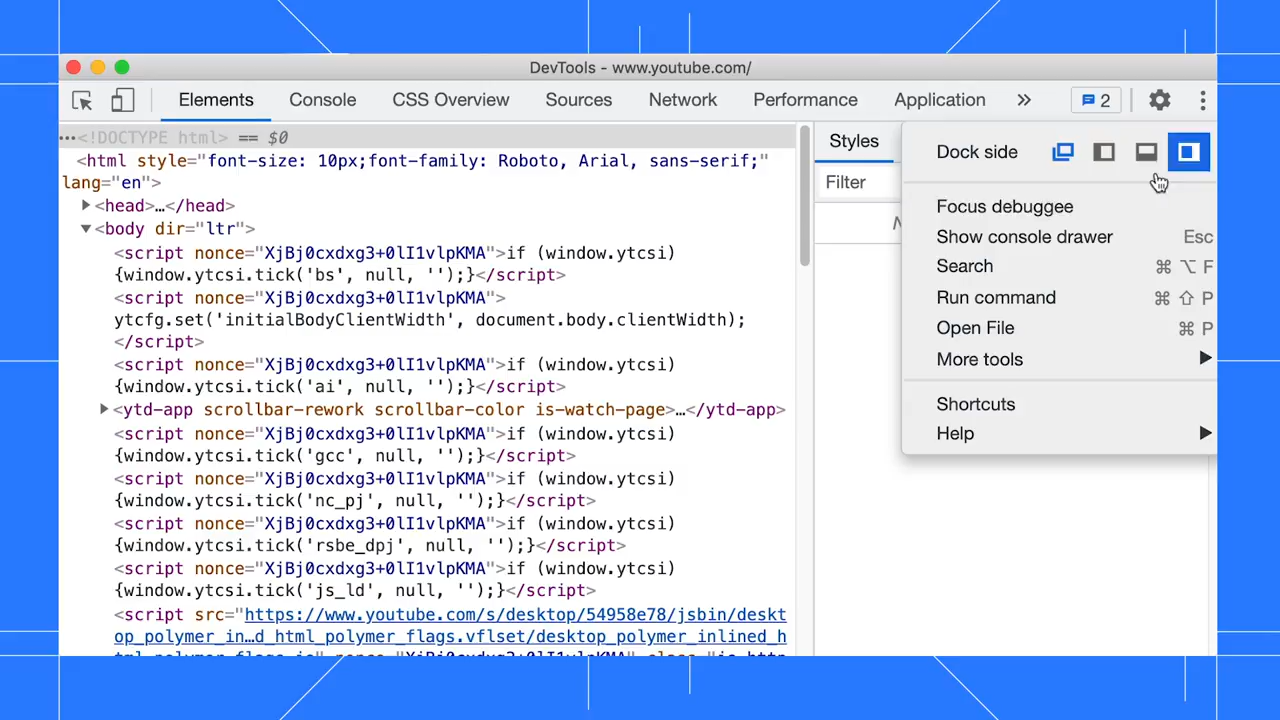 DevTools - www.youtube.com/
Elements Console CSS Overview Sources Network Performance Application » 2
⋯<!DOCTYPE html> == $0
<html style="font-size: 10px;font-family: Roboto, Arial, sans-serif;"
lang="en">
▶<head>…</head>
▼<body dir="ltr">
<script nonce="XjBj0cxdxg3+0lI1vlpKMA">if (window.ytcsi)
{window.ytcsi.tick('bs', null, '');}</script>
<script nonce="XjBj0cxdxg3+0lI1vlpKMA">
ytcfg.set('initialBodyClientWidth', document.body.clientWidth);
</script>
<script nonce="XjBj0cxdxg3+0lI1vlpKMA">if (window.ytcsi)
{window.ytcsi.tick('ai', null, '');}</script>
▶<ytd-app scrollbar-rework scrollbar-color is-watch-page>…</ytd-app>
<script nonce="XjBj0cxdxg3+0lI1vlpKMA">if (window.ytcsi)
{window.ytcsi.tick('gcc', null, '');}</script>
<script nonce="XjBj0cxdxg3+0lI1vlpKMA">if (window.ytcsi)
{window.ytcsi.tick('nc_pj', null, '');}</script>
<script nonce="XjBj0cxdxg3+0lI1vlpKMA">if (window.ytcsi)
{window.ytcsi.tick('rsbe_dpj', null, '');}</script>
<script nonce="XjBj0cxdxg3+0lI1vlpKMA">if (window.ytcsi)
{window.ytcsi.tick('js_ld', null, '');}</script>
<script src="https://www.youtube.com/s/desktop/54958e78/jsbin/deskt
op_polymer_in…d_html_polymer_flags.vflset/desktop_polymer_inlined_h
Styles
Filter
Dock side
Focus debuggee
Show console drawer Esc
Search ⌘ ⌥ F
Run command ⌘ ⇧ P
Open File ⌘ P
More tools ▶
Shortcuts
Help ▶